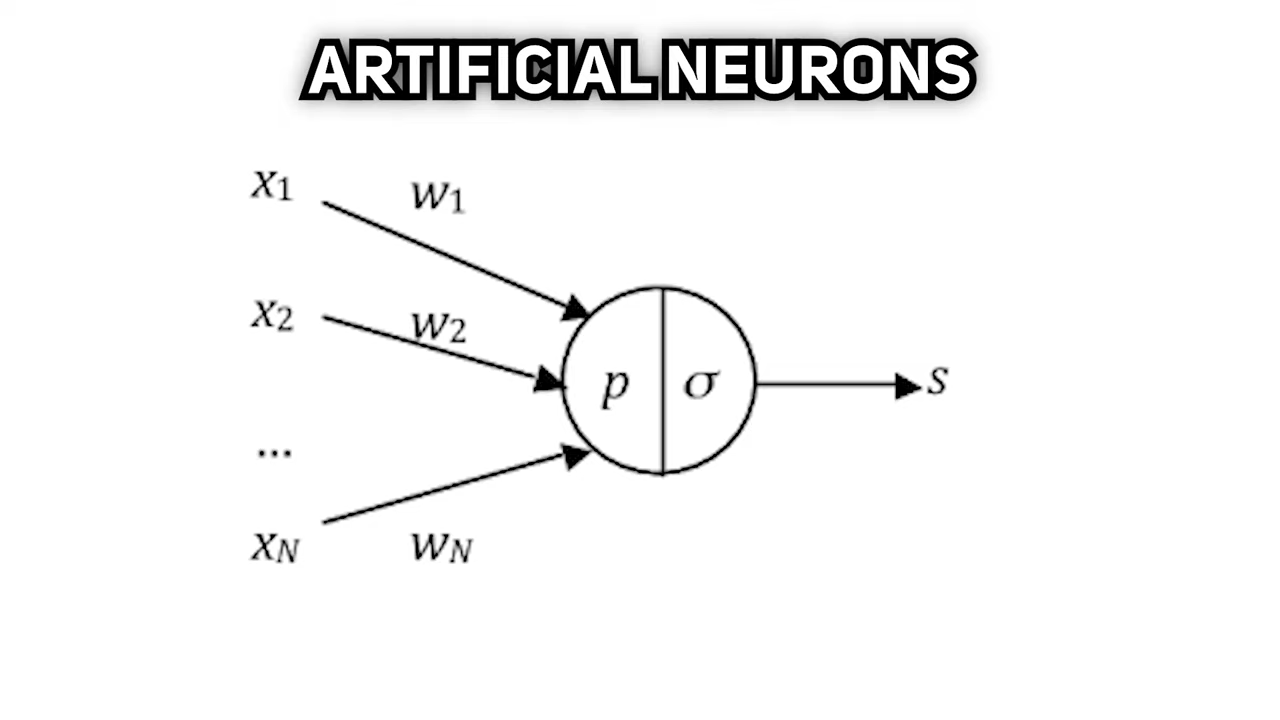 ARTIFICIAL NEURONS
x1
w1
x2
w2
p
σ
s
...
xN
wN